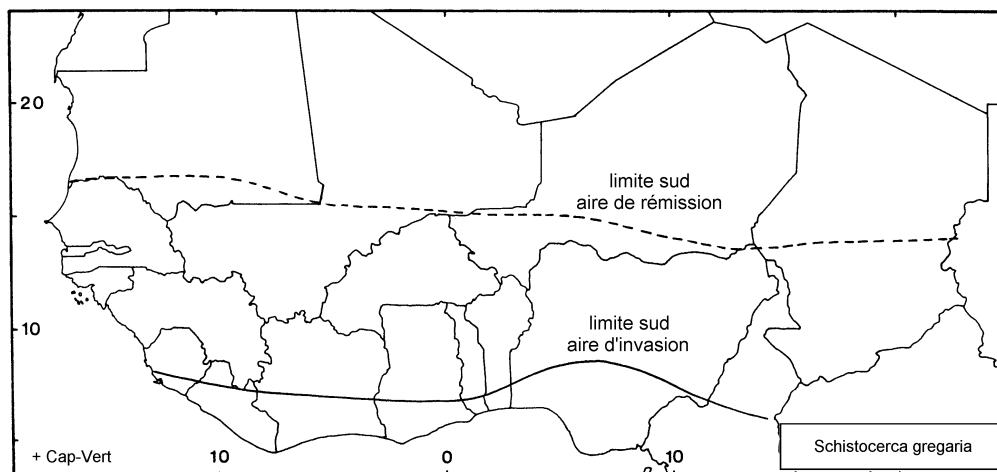 20
limite sud
aire de rémission
10
limite sud
aire d'invasion
+ Cap-Vert
10
0
10
Schistocerca gregaria